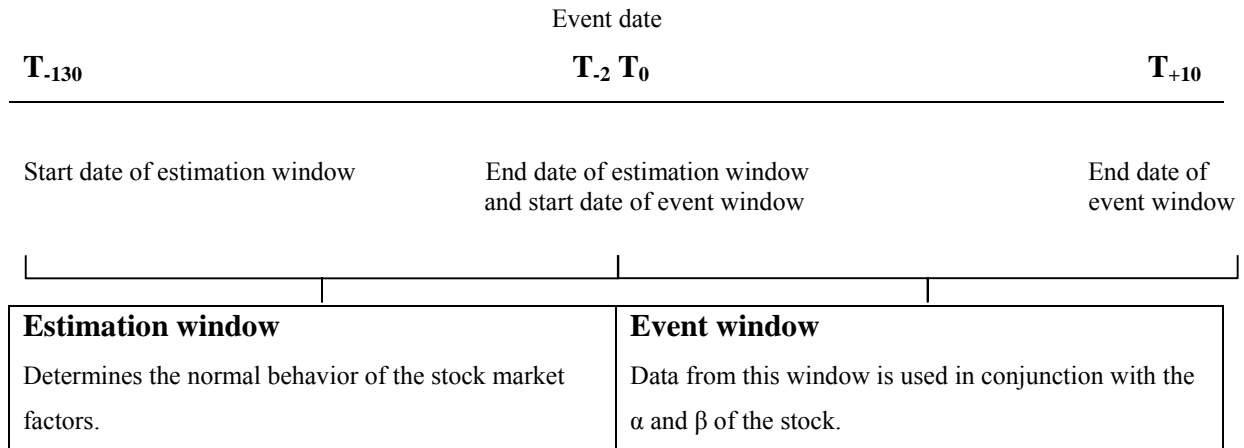 Event date
T-130 T-2 T0 T+10
Start date of estimation window End date of estimation window End date of
and start date of event window event window
Estimation window Event window
Determines the normal behavior of the stock market Data from this window is used in conjunction with the
factors. α and β of the stock.